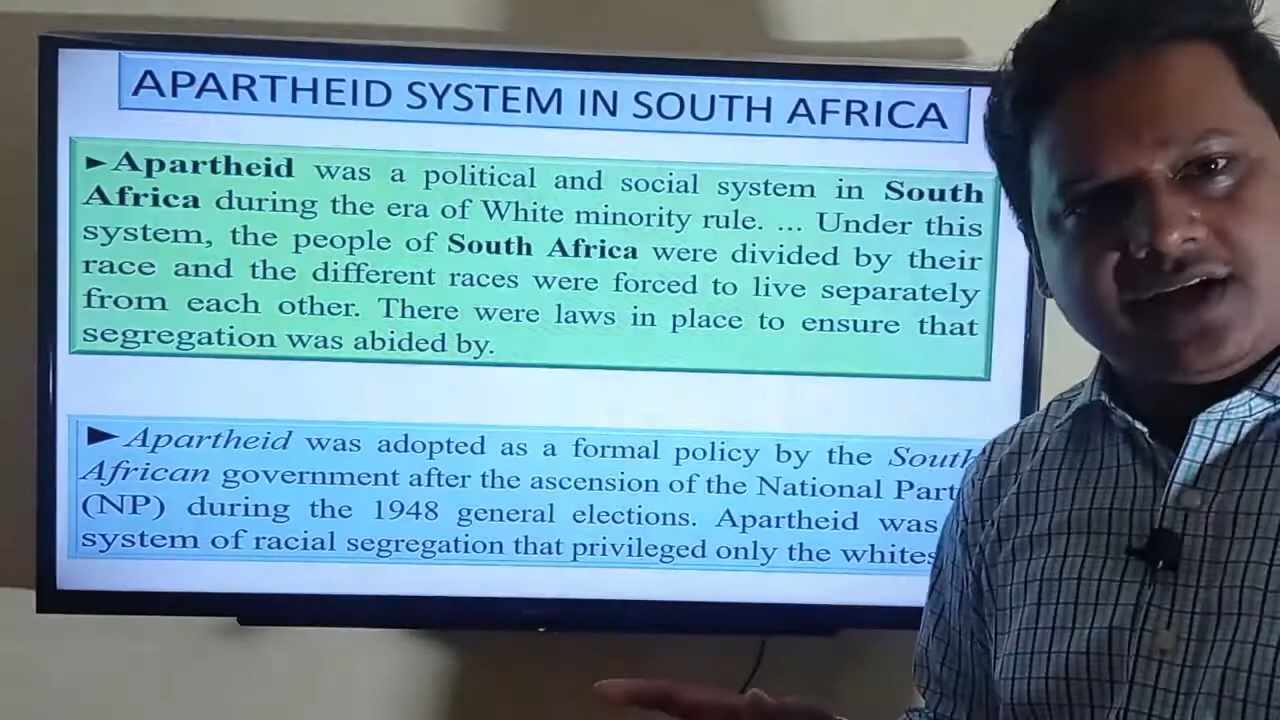 APARTHEID SYSTEM IN SOUTH AFRICA
►Apartheid was a political and social system in South
Africa during the era of White minority rule. ... Under this
system, the people of South Africa were divided by their
race and the different races were forced to live separately
from each other. There were laws in place to ensure that
segregation was abided by.
►Apartheid was adopted as a formal policy by the South
African government after the ascension of the National Part
(NP) during the 1948 general elections. Apartheid was
system of racial segregation that privileged only the whites